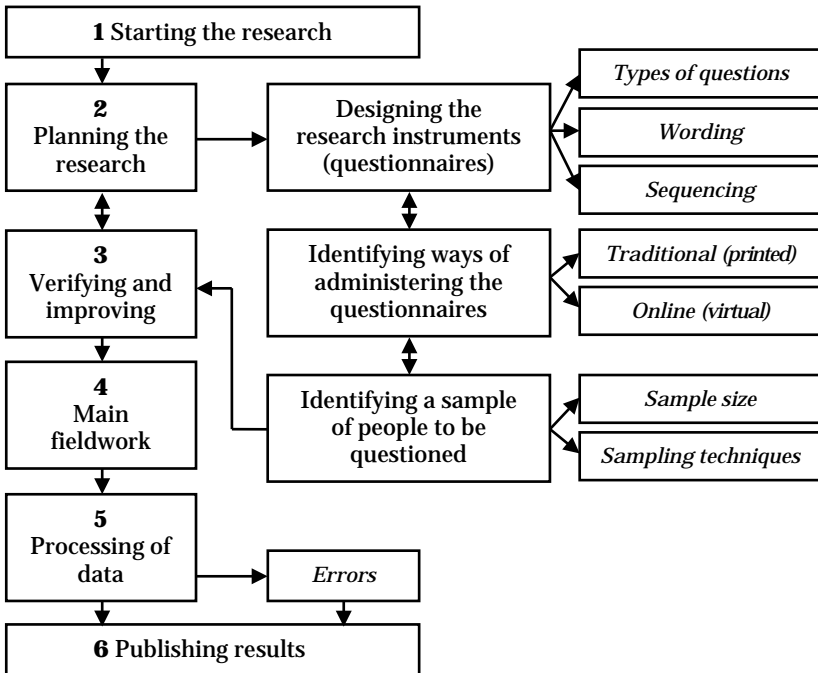 1 Starting the research
2
Planning the
research
Designing the
research instruments
(questionnaires)
Types of questions
Wording
Sequencing
3
Verifying and
improving
Identifying ways of
administering the
questionnaires
Traditional (printed)
Online (virtual)
4
Main
fieldwork
Identifying a sample
of people to be
questioned
Sample size
Sampling techniques
5
Processing of
data
Errors
6 Publishing results